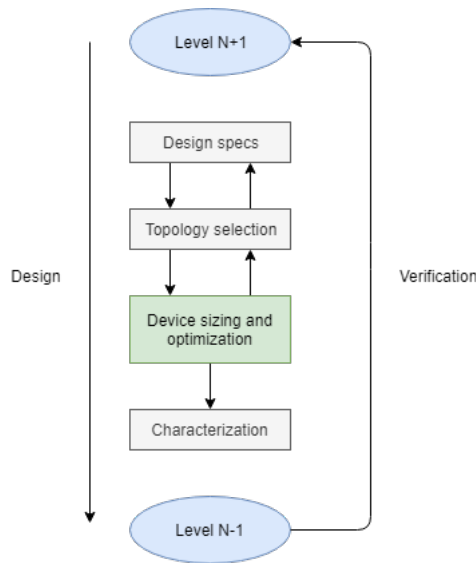 Level N+1
Design specs
Topology selection
Design
Verification
Device sizing and
optimization
Characterization
Level N-1